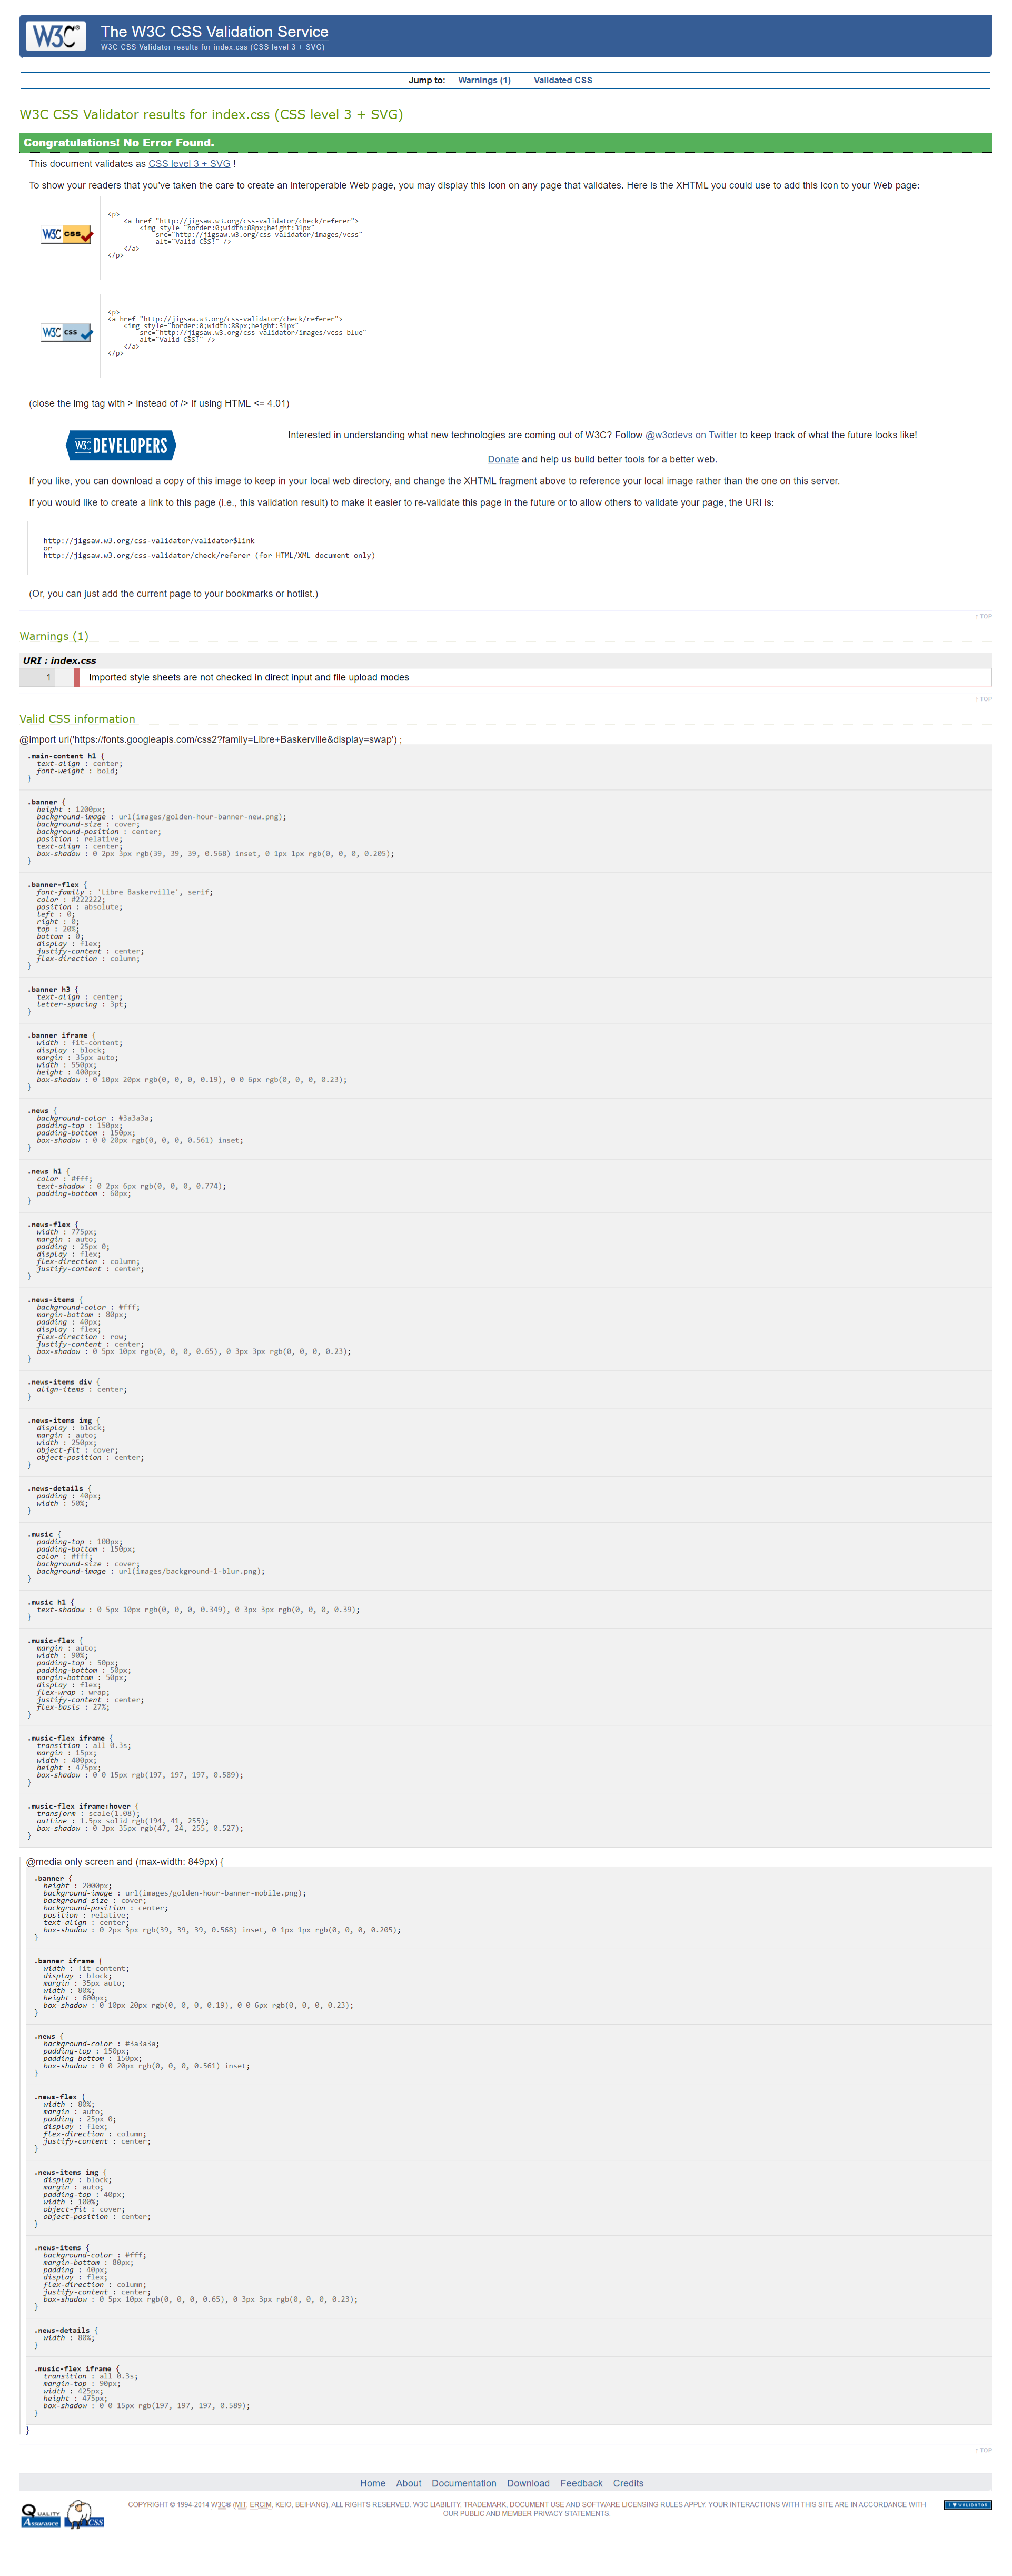 W3C®
The W3C CSS Validation Service
W3C CSS Validator results for index.css (CSS level 3 + SVG)
Jump to: Warnings (1) Validated CSS
W3C CSS Validator results for index.css (CSS level 3 + SVG)
Congratulations! No Error Found.
This document validates as CSS level 3 + SVG !
To show your readers that you've taken the care to create an interoperable Web page, you may display this icon on any page that validates. Here is the XHTML you could use to add this icon to your Web page:
W3C css
<p>
<a href="http://jigsaw.w3.org/css-validator/check/referer">
<img style="border:0;width:88px;height:31px"
src="http://jigsaw.w3.org/css-validator/images/vcss"
alt="Valid CSS!" />
</a>
</p>
W3C css
<p>
<a href="http://jigsaw.w3.org/css-validator/check/referer">
<img style="border:0;width:88px;height:31px"
src="http://jigsaw.w3.org/css-validator/images/vcss-blue"
alt="Valid CSS!" />
</a>
</p>
(close the img tag with > instead of /> if using HTML <= 4.01)
W3C DEVELOPERS
Interested in understanding what new technologies are coming out of W3C? Follow @w3cdevs on Twitter to keep track of what the future looks like!
Donate and help us build better tools for a better web.
If you like, you can download a copy of this image to keep in your local web directory, and change the XHTML fragment above to reference your local image rather than the one on this server.
If you would like to create a link to this page (i.e., this validation result) to make it easier to re-validate this page in the future or to allow others to validate your page, the URI is:
http://jigsaw.w3.org/css-validator/validator$link
or
http://jigsaw.w3.org/css-validator/check/referer (for HTML/XML document only)
(Or, you can just add the current page to your bookmarks or hotlist.)
↑ TOP
Warnings (1)
URI : index.css
1 Imported style sheets are not checked in direct input and file upload modes
↑ TOP
Valid CSS information
@import url('https://fonts.googleapis.com/css2?family=Libre+Baskerville&display=swap') ;
.main-content h1 {
text-align : center;
font-weight : bold;
}
.banner {
height : 1200px;
background-image : url(images/golden-hour-banner-new.png);
background-size : cover;
background-position : center;
position : relative;
text-align : center;
box-shadow : 0 2px 3px rgb(39, 39, 39, 0.568) inset, 0 1px 1px rgb(0, 0, 0, 0.205);
}
.banner-flex {
font-family : 'Libre Baskerville', serif;
color : #222222;
position : absolute;
left : 0;
right : 0;
top : 20%;
bottom : 0;
display : flex;
justify-content : center;
flex-direction : column;
}
.banner h3 {
text-align : center;
letter-spacing : 3pt;
}
.banner iframe {
width : fit-content;
display : block;
margin : 35px auto;
width : 550px;
height : 400px;
box-shadow : 0 10px 20px rgb(0, 0, 0, 0.19), 0 0 6px rgb(0, 0, 0, 0.23);
}
.news {
background-color : #3a3a3a;
padding-top : 150px;
padding-bottom : 150px;
box-shadow : 0 0 20px rgb(0, 0, 0, 0.561) inset;
}
.news h1 {
color : #fff;
text-shadow : 0 2px 6px rgb(0, 0, 0, 0.774);
padding-bottom : 60px;
}
.news-flex {
width : 775px;
margin : auto;
padding : 25px 0;
display : flex;
flex-direction : column;
justify-content : center;
}
.news-items {
background-color : #fff;
margin-bottom : 80px;
padding : 40px;
display : flex;
flex-direction : row;
justify-content : center;
box-shadow : 0 5px 10px rgb(0, 0, 0, 0.65), 0 3px 3px rgb(0, 0, 0, 0.23);
}
.news-items div {
align-items : center;
}
.news-items img {
display : block;
margin : auto;
width : 250px;
object-fit : cover;
object-position : center;
}
.news-details {
padding : 40px;
width : 50%;
}
.music {
padding-top : 100px;
padding-bottom : 150px;
color : #fff;
background-size : cover;
background-image : url(images/background-1-blur.png);
}
.music h1 {
text-shadow : 0 5px 10px rgb(0, 0, 0, 0.349), 0 3px 3px rgb(0, 0, 0, 0.39);
}
.music-flex {
margin : auto;
width : 90%;
padding-top : 50px;
padding-bottom : 50px;
margin-bottom : 50px;
display : flex;
flex-wrap : wrap;
justify-content : center;
flex-basis : 27%;
}
.music-flex iframe {
transition : all 0.3s;
margin : 15px;
width : 400px;
height : 475px;
box-shadow : 0 0 15px rgb(197, 197, 197, 0.589);
}
.music-flex iframe:hover {
transform : scale(1.08);
outline : 1.5px solid rgb(194, 41, 255);
box-shadow : 0 3px 35px rgb(47, 24, 255, 0.527);
}
@media only screen and (max-width: 849px) {
.banner {
height : 2000px;
background-image : url(images/golden-hour-banner-mobile.png);
background-size : cover;
background-position : center;
position : relative;
text-align : center;
box-shadow : 0 2px 3px rgb(39, 39, 39, 0.568) inset, 0 1px 1px rgb(0, 0, 0, 0.205);
}
.banner iframe {
width : fit-content;
display : block;
margin : 35px auto;
width : 80%;
height : 600px;
box-shadow : 0 10px 20px rgb(0, 0, 0, 0.19), 0 0 6px rgb(0, 0, 0, 0.23);
}
.news {
background-color : #3a3a3a;
padding-top : 150px;
padding-bottom : 150px;
box-shadow : 0 0 20px rgb(0, 0, 0, 0.561) inset;
}
.news-flex {
width : 80%;
margin : auto;
padding : 25px 0;
display : flex;
flex-direction : column;
justify-content : center;
}
.news-items img {
display : block;
margin : auto;
padding-top : 40px;
width : 100%;
object-fit : cover;
object-position : center;
}
.news-items {
background-color : #fff;
margin-bottom : 80px;
padding : 40px;
display : flex;
flex-direction : column;
justify-content : center;
box-shadow : 0 5px 10px rgb(0, 0, 0, 0.65), 0 3px 3px rgb(0, 0, 0, 0.23);
}
.news-details {
width : 80%;
}
.music-flex iframe {
transition : all 0.3s;
margin-top : 90px;
width : 425px;
height : 475px;
box-shadow : 0 0 15px rgb(197, 197, 197, 0.589);
}
}
↑ TOP
Home About Documentation Download Feedback Credits
QUALITY
Assurance
CSS
COPYRIGHT © 1994-2014 W3C® (MIT, ERCIM, KEIO, BEIHANG), ALL RIGHTS RESERVED. W3C LIABILITY, TRADEMARK, DOCUMENT USE AND SOFTWARE LICENSING RULES APPLY. YOUR INTERACTIONS WITH THIS SITE ARE IN ACCORDANCE WITH
OUR PUBLIC AND MEMBER PRIVACY STATEMENTS.
I ♥ VALIDATOR